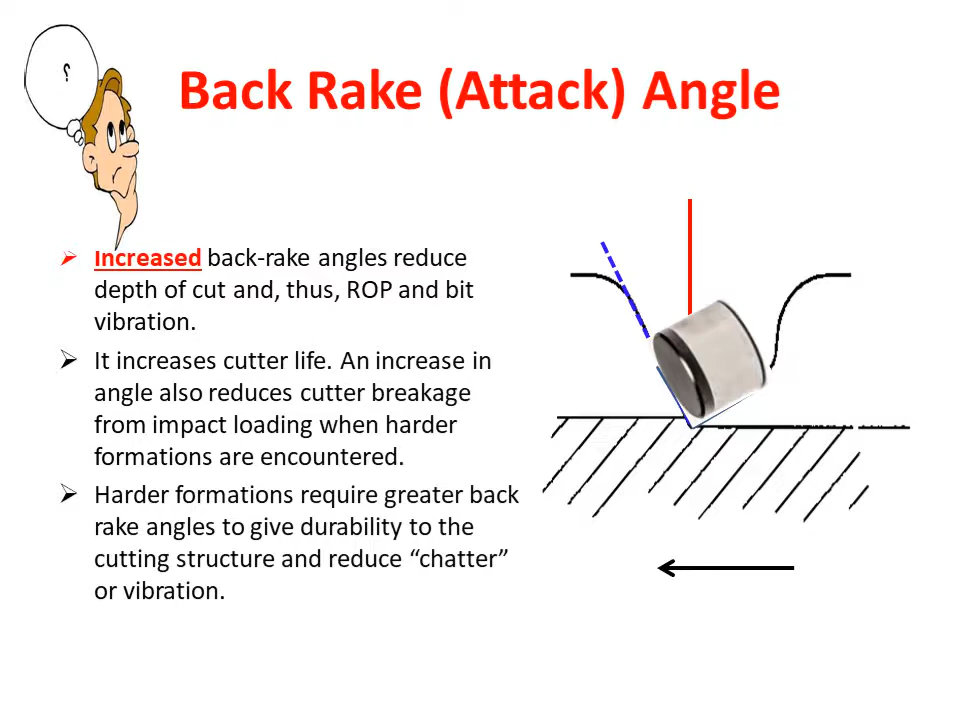 ؟
Back Rake (Attack) Angle
➢ Increased back-rake angles reduce
depth of cut and, thus, ROP and bit
vibration.
➢ It increases cutter life. An increase in
angle also reduces cutter breakage
from impact loading when harder
formations are encountered.
➢ Harder formations require greater back
rake angles to give durability to the
cutting structure and reduce “chatter”
or vibration.